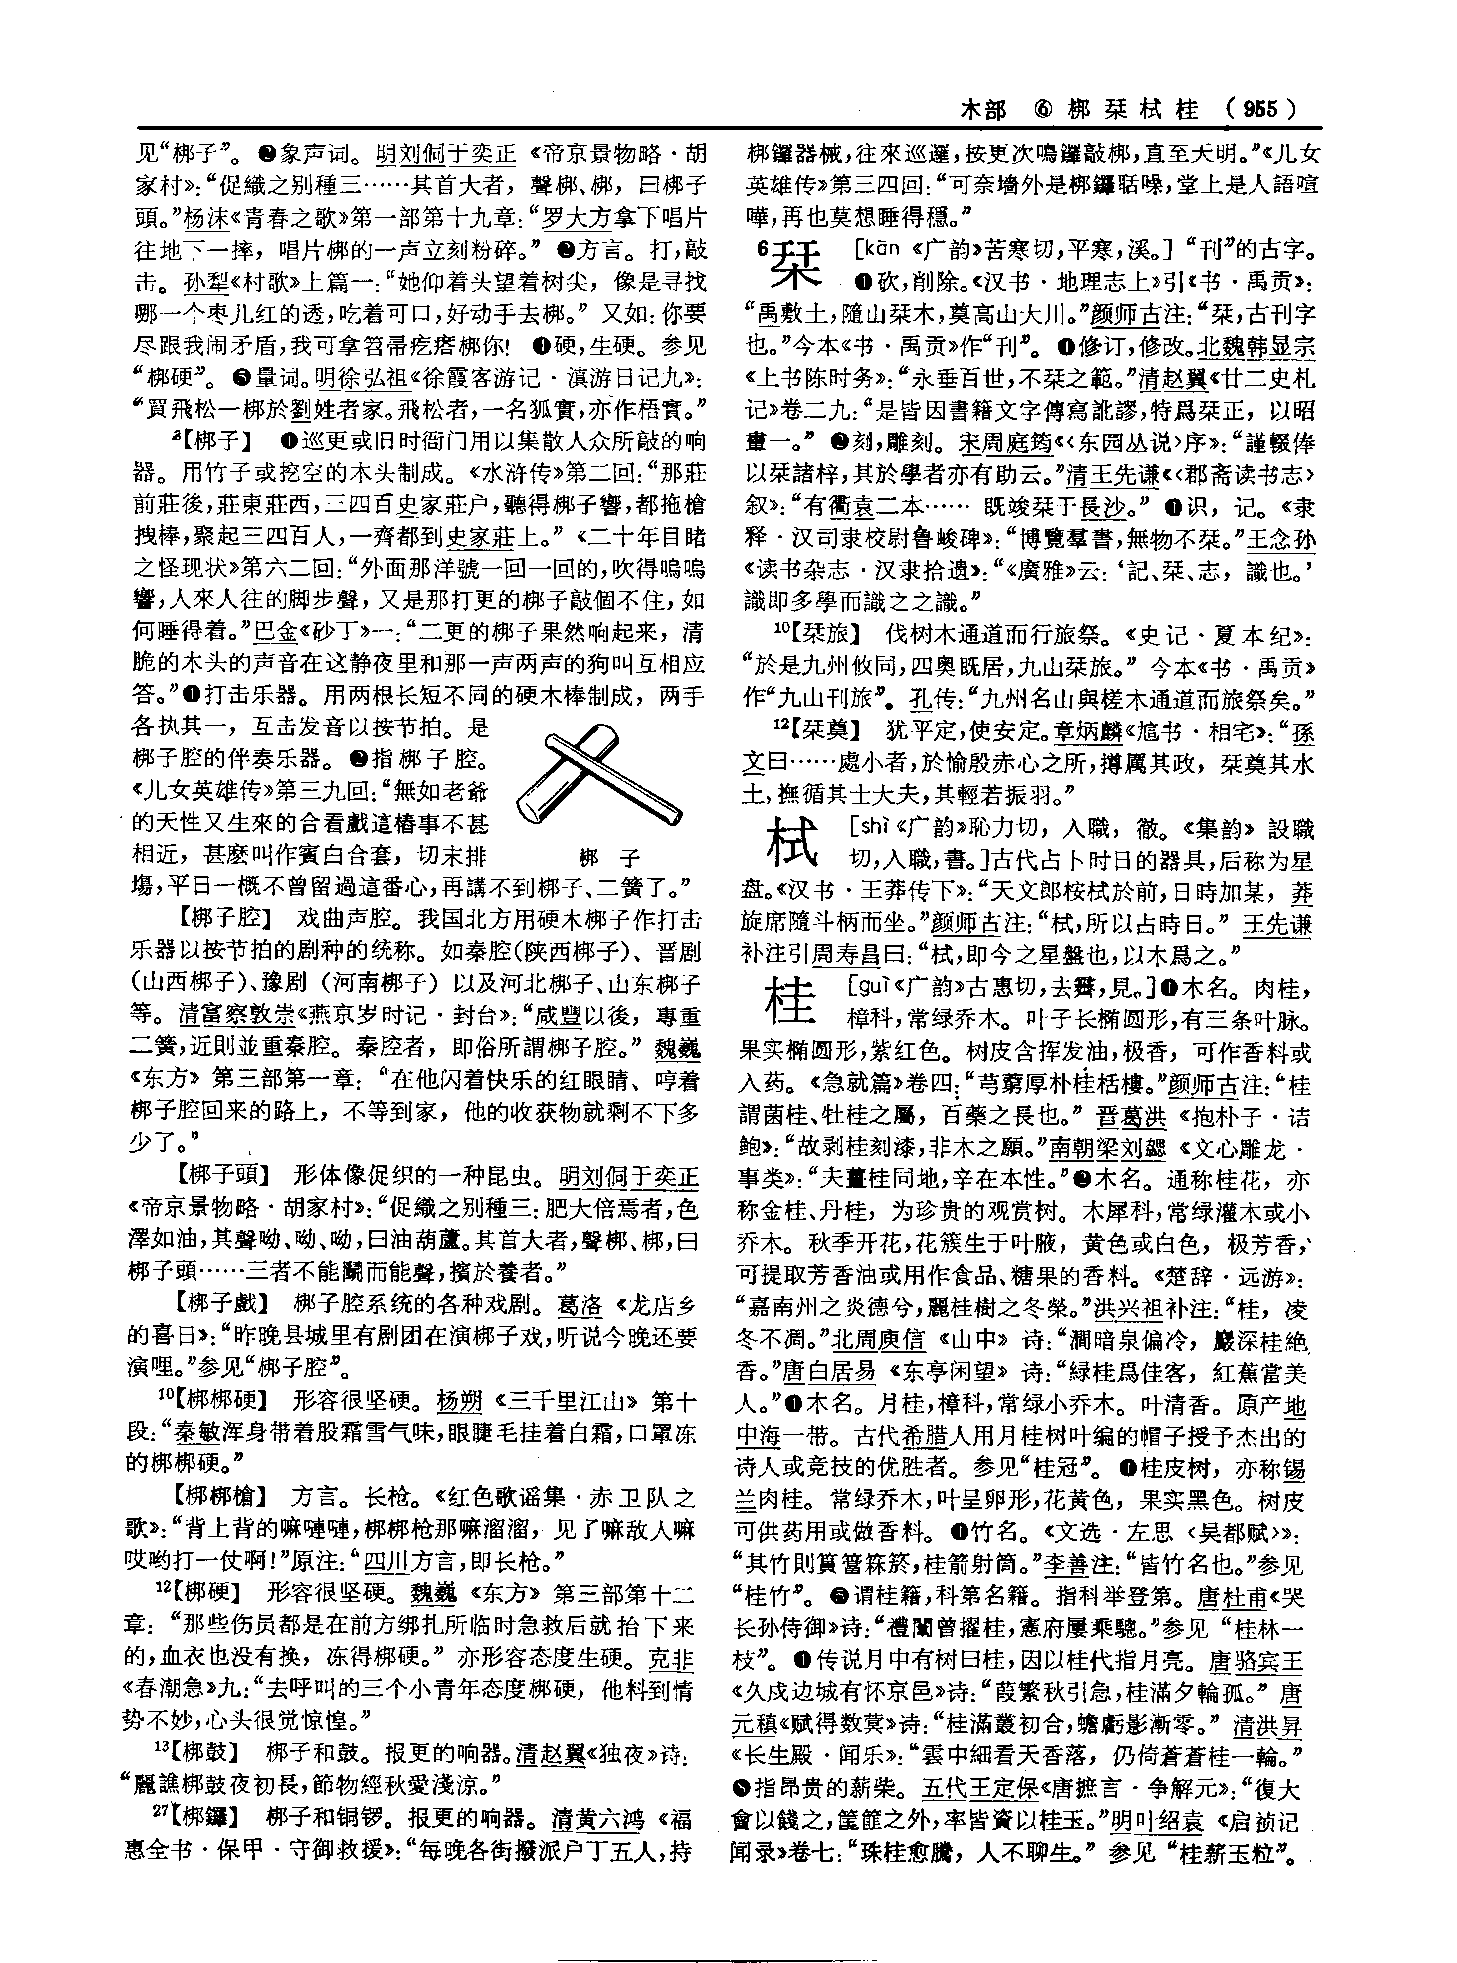 木部 ⑥ 梆栞栻桂 （955）
见“梆子”。❷象声词。明刘侗于奕正《帝京景物略·胡
家村》：“促織之别種三……其首大者，聲梆、梆，曰梆子
頭。”杨沫《青春之歌》第一部第十九章：“罗大方拿下唱片
往地下一摔，唱片梆的一声立刻粉碎。”❸方言。打，敲
击。孙犁《村歌》上篇一：“她仰着头望着树尖，像是寻找
哪一个枣儿红的透，吃着可口，好动手去梆。”又如：你要
尽跟我闹矛盾，我可拿笤帚疙瘩梆你！❹硬，生硬。参见
“梆硬”。❺量词。明徐弘祖《徐霞客游记·滇游日记九》：
“買飛松一梆於劉姓者家。飛松者，一名狐實，亦作梧實。”
³【梆子】 ❶巡更或旧时衙门用以集散人众所敲的响
器。用竹子或挖空的木头制成。《水浒传》第二回：“那莊
前莊後，莊東莊西，三四百史家莊户，聽得梆子響，都拖槍
拽棒，聚起三四百人，一齊都到史家莊上。”《二十年目睹
之怪现状》第六二回：“外面那洋號一回一回的，吹得嗚嗚
響，人來人往的脚步聲，又是那打更的梆子敲個不住，如
何睡得着。”巴金《砂丁》一：“二更的梆子果然响起来，清
脆的木头的声音在这静夜里和那一声两声的狗叫互相应
答。”❷打击乐器。用两根长短不同的硬木棒制成，两手
各执其一，互击发音以按节拍。是
梆子腔的伴奏乐器。❸指梆子腔。
《儿女英雄传》第三九回：“無如老爺
的天性又生來的合看戲這樁事不甚
相近，甚麽叫作賓白合套，切末排
場，平日一概不曾留過這番心，再講不到梆子、二簧了。”
梆 子
【梆子腔】 戏曲声腔。我国北方用硬木梆子作打击
乐器以按节拍的剧种的统称。如秦腔（陕西梆子）、晋剧
（山西梆子）、豫剧（河南梆子）以及河北梆子、山东梆子
等。清富察敦崇《燕京岁时记·封台》：“咸豐以後，專重
二簧，近則並重秦腔。秦腔者，即俗所謂梆子腔。”魏巍
《东方》第三部第一章：“在他闪着快乐的红眼睛、哼着
梆子腔回来的路上，不等到家，他的收获物就剩不下多
少了。”
【梆子頭】 形体像促织的一种昆虫。明刘侗于奕正
《帝京景物略·胡家村》：“促織之别種三：肥大倍焉者，色
澤如油，其聲呦、呦、呦，曰油葫蘆。其首大者，聲梆、梆，曰
梆子頭……三者不能鬭而能聲，擯於養者。”
【梆子戲】 梆子腔系统的各种戏剧。葛洛《龙店乡
的喜日》：“昨晚县城里有剧团在演梆子戏，听说今晚还要
演哩。”参见“梆子腔”。
¹⁰【梆梆硬】 形容很坚硬。杨朔《三千里江山》第十
段：“秦敏浑身带着股霜雪气味，眼睫毛挂着白霜，口罩冻
的梆梆硬。”
【梆梆槍】 方言。长枪。《红色歌谣集·赤卫队之
歌》：“背上背的嘛嗹嗹，梆梆枪那嘛溜溜，见了嘛敌人嘛
哎哟打一仗啊！”原注：“四川方言，即长枪。”
¹²【梆硬】 形容很坚硬。魏巍《东方》第三部第十二
章：“那些伤员都是在前方绑扎所临时急救后就抬下来
的，血衣也没有换，冻得梆硬。”亦形容态度生硬。克非
《春潮急》九：“去呼叫的三个小青年态度梆硬，他料到情
势不妙，心头很觉惊惶。”
¹³【梆鼓】 梆子和鼓。报更的响器。清赵翼《独夜》诗：
“麗譙梆鼓夜初長，節物經秋愛淺涼。”
²⁷【梆鑼】 梆子和铜锣。报更的响器。清黄六鸿《福
惠全书·保甲·守御救援》：“每晚各街撥派户丁五人，持
梆鑼器械，往來巡邏，按更次鳴鑼敲梆，直至天明。”《儿女
英雄传》第三四回：“可奈墙外是梆鑼聒噪，堂上是人語喧
嘩，再也莫想睡得穩。”
⁶栞 [kān《广韵》苦寒切，平寒，溪。]“刊”的古字。
❶砍，削除。《汉书·地理志上》引《书·禹贡》：
“禹敷土，隨山栞木，奠高山大川。”颜师古注：“栞，古刊字
也。”今本《书·禹贡》作“刊”。❷修订，修改。北魏韩显宗
《上书陈时务》：“永垂百世，不栞之範。”清赵翼《廿二史札
记》卷二九：“是皆因書籍文字傳寫訛謬，特爲栞正，以昭
畫一。”❸刻，雕刻。宋周庭筠《〈东园丛说〉序》：“謹輟俸
以栞諸梓，其於學者亦有助云。”清王先谦《〈郡斋读书志〉
叙》：“有衢袁二本…… 既竣栞于長沙。”❹识，记。《隶
释·汉司隶校尉鲁峻碑》：“博覽羣書，無物不栞。”王念孙
《读书杂志·汉隶拾遗》：“《廣雅》云：‘記、栞、志，識也。’
識即多學而識之之識。”
¹⁰【栞旅】 伐树木通道而行旅祭。《史记·夏本纪》：
“於是九州攸同，四奥既居，九山栞旅。”今本《书·禹贡》
作“九山刊旅”。孔传：“九州名山與槎木通道而旅祭矣。”
¹²【栞奠】 犹平定，使安定。章炳麟《訄书·相宅》：“孫
文曰……處小者，於愉殷赤心之所，撙厲其政，栞奠其水
土，撫循其士大夫，其輕若振羽。”
栻 [shì《广韵》恥力切，入職，徹。《集韵》設職
切，入職，書。]古代占卜时日的器具，后称为星
盘。《汉书·王莽传下》：“天文郎桉栻於前，日時加某，莽
旋席隨斗柄而坐。”颜师古注：“栻，所以占時日。”王先谦
补注引周寿昌曰：“栻，即今之星盤也，以木爲之。”
桂 [guì《广韵》古惠切，去霽，見。]❶木名。肉桂，
樟科，常绿乔木。叶子长椭圆形，有三条叶脉。
果实椭圆形，紫红色。树皮含挥发油，极香，可作香料或
入药。《急就篇》卷四：“芎藭厚朴桂栝樓。”颜师古注：“桂
謂菌桂、牡桂之屬，百藥之長也。”晋葛洪《抱朴子·诘
鲍》：“故剥桂刻漆，非木之願。”南朝梁刘勰《文心雕龙·
事类》：“夫薑桂同地，辛在本性。”❷木名。通称桂花，亦
称金桂、丹桂，为珍贵的观赏树。木犀科，常绿灌木或小
乔木。秋季开花，花簇生于叶腋，黄色或白色，极芳香，
可提取芳香油或用作食品、糖果的香料。《楚辞·远游》：
“嘉南州之炎德兮，麗桂樹之冬榮。”洪兴祖补注：“桂，凌
冬不凋。”北周庾信《山中》诗：“澗暗泉偏冷，巖深桂絶
香。”唐白居易《东亭闲望》诗：“緑桂爲佳客，紅蕉當美
人。”❸木名。月桂，樟科，常绿小乔木。叶清香。原产地
中海一带。古代希腊人用月桂树叶编的帽子授予杰出的
诗人或竞技的优胜者。参见“桂冠”。❹桂皮树，亦称锡
兰肉桂。常绿乔木，叶呈卵形，花黄色，果实黑色。树皮
可供药用或做香料。❺竹名。《文选·左思〈吴都赋〉》：
“其竹則篔簹箖箊，桂箭射筒。”李善注：“皆竹名也。”参见
“桂竹”。❻谓桂籍，科第名籍。指科举登第。唐杜甫《哭
长孙侍御》诗：“禮闈曾擢桂，憲府屢乘驄。”参见“桂林一
枝”。❼传说月中有树曰桂，因以桂代指月亮。唐骆宾王
《久戍边城有怀京邑》诗：“葭繁秋引急，桂滿夕輪孤。”唐
元稹《赋得数蓂》诗：“桂滿叢初合，蟾虧影漸零。”清洪昇
《长生殿·闻乐》：“雲中細看天香落，仍倚蒼蒼桂一輪。”
❽指昂贵的薪柴。五代王定保《唐摭言·争解元》：“復大
會以餞之，筐篚之外，率皆資以桂玉。”明叶绍袁《启祯记
闻录》卷七：“珠桂愈騰，人不聊生。”参见“桂薪玉粒”。